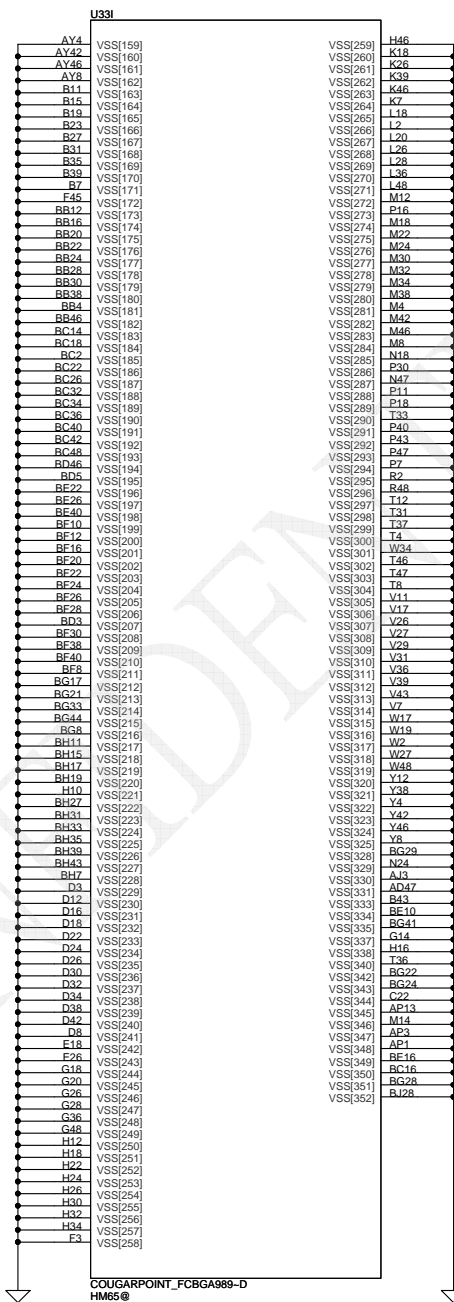 U33I
AY4 VSS[159]
AY42 VSS[160]
AY46 VSS[161]
AY8 VSS[162]
B11 VSS[163]
B15 VSS[164]
B19 VSS[165]
B23 VSS[166]
B27 VSS[167]
B31 VSS[168]
B35 VSS[169]
B39 VSS[170]
B7 VSS[171]
F45 VSS[172]
BB12 VSS[173]
BB16 VSS[174]
BB20 VSS[175]
BB22 VSS[176]
BB24 VSS[177]
BB28 VSS[178]
BB30 VSS[179]
BB38 VSS[180]
BB4 VSS[181]
BB46 VSS[182]
BC14 VSS[183]
BC18 VSS[184]
BC2 VSS[185]
BC22 VSS[186]
BC26 VSS[187]
BC32 VSS[188]
BC34 VSS[189]
BC36 VSS[190]
BC40 VSS[191]
BC42 VSS[192]
BC48 VSS[193]
BD46 VSS[194]
BD5 VSS[195]
BE22 VSS[196]
BE26 VSS[197]
BE40 VSS[198]
BF10 VSS[199]
BF12 VSS[200]
BF16 VSS[201]
BF20 VSS[202]
BF22 VSS[203]
BF24 VSS[204]
BF26 VSS[205]
BF28 VSS[206]
BD3 VSS[207]
BF30 VSS[208]
BF38 VSS[209]
BF40 VSS[210]
BF8 VSS[211]
BG17 VSS[212]
BG21 VSS[213]
BG33 VSS[214]
BG44 VSS[215]
BG8 VSS[216]
BH11 VSS[217]
BH15 VSS[218]
BH17 VSS[219]
BH19 VSS[220]
H10 VSS[221]
BH27 VSS[222]
BH31 VSS[223]
BH33 VSS[224]
BH35 VSS[225]
BH39 VSS[226]
BH43 VSS[227]
BH7 VSS[228]
D3 VSS[229]
D12 VSS[230]
D16 VSS[231]
D18 VSS[232]
D22 VSS[233]
D24 VSS[234]
D26 VSS[235]
D30 VSS[236]
D32 VSS[237]
D34 VSS[238]
D38 VSS[239]
D42 VSS[240]
D8 VSS[241]
E18 VSS[242]
E26 VSS[243]
G18 VSS[244]
G20 VSS[245]
G26 VSS[246]
G28 VSS[247]
G36 VSS[248]
G48 VSS[249]
H12 VSS[250]
H18 VSS[251]
H22 VSS[252]
H24 VSS[253]
H26 VSS[254]
H30 VSS[255]
H32 VSS[256]
H34 VSS[257]
F3 VSS[258]
VSS[259] H46
VSS[260] K18
VSS[261] K26
VSS[262] K39
VSS[263] K46
VSS[264] K7
VSS[265] L18
VSS[266] L2
VSS[267] L20
VSS[268] L26
VSS[269] L28
VSS[270] L36
VSS[271] L48
VSS[272] M12
VSS[273] P16
VSS[274] M18
VSS[275] M22
VSS[276] M24
VSS[277] M30
VSS[278] M32
VSS[279] M34
VSS[280] M38
VSS[281] M4
VSS[282] M42
VSS[283] M46
VSS[284] M8
VSS[285] N18
VSS[286] P30
VSS[287] N47
VSS[288] P11
VSS[289] P18
VSS[290] T33
VSS[291] P40
VSS[292] P43
VSS[293] P47
VSS[294] P7
VSS[295] R2
VSS[296] R48
VSS[297] T12
VSS[298] T31
VSS[299] T37
VSS[300] T4
VSS[301] W34
VSS[302] T46
VSS[303] T47
VSS[304] T8
VSS[305] V11
VSS[306] V17
VSS[307] V26
VSS[308] V27
VSS[309] V29
VSS[310] V31
VSS[311] V36
VSS[312] V39
VSS[313] V43
VSS[314] V7
VSS[315] W17
VSS[316] W19
VSS[317] W2
VSS[318] W27
VSS[319] W48
VSS[320] Y12
VSS[321] Y38
VSS[322] Y4
VSS[323] Y42
VSS[324] Y46
VSS[325] Y8
VSS[328] BG29
VSS[329] N24
VSS[330] AJ3
VSS[331] AD47
VSS[333] B43
VSS[334] BE10
VSS[335] BG41
VSS[337] G14
VSS[338] H16
VSS[340] T36
VSS[342] BG22
VSS[343] BG24
VSS[344] C22
VSS[345] AP13
VSS[346] M14
VSS[347] AP3
VSS[348] AP1
VSS[349] BE16
VSS[350] BC16
VSS[351] BG28
VSS[352] BJ28
COUGARPOINT_FCBGA989~D
HM65@